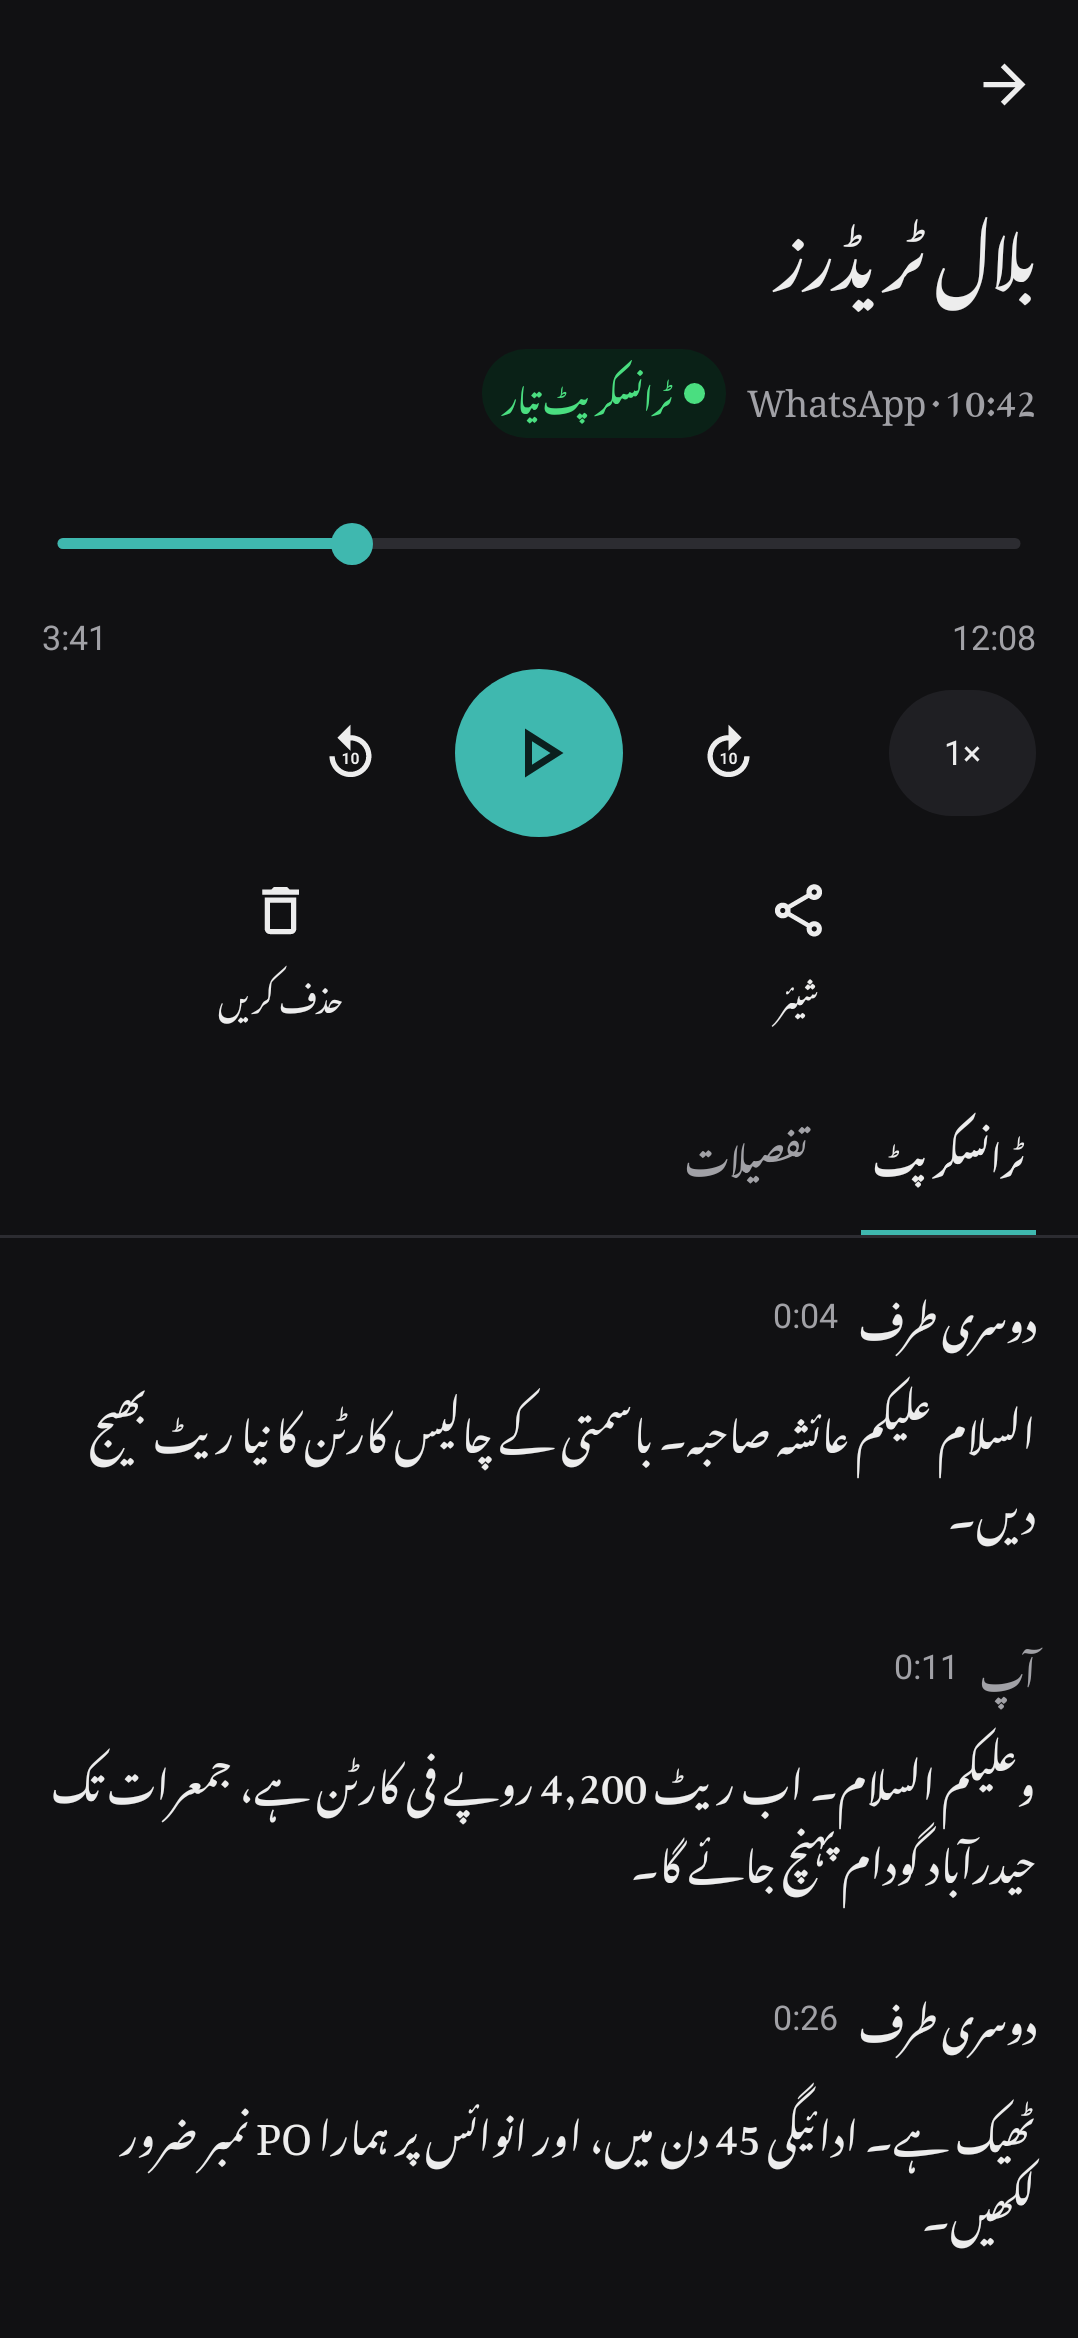 بلال ٹریڈرز
10:42 · WhatsApp
ٹرانسکرپٹ تیار
3:41
12:08
10
10
1×
شیئر
حذف کریں
ٹرانسکرپٹ
تفصیلات
دوسری طرف 0:04
السلام علیکم عائشہ صاحبہ۔ باسمتی کے چالیس کارٹن کا نیا ریٹ بھیج
دیں۔
آپ 0:11
وعلیکم السلام۔ اب ریٹ 4,200 روپے فی کارٹن ہے، جمعرات تک
حیدرآباد گودام پہنچ جائے گا۔
دوسری طرف 0:26
ٹھیک ہے۔ ادائیگی 45 دن میں، اور انوائس پر ہمارا PO نمبر ضرور
لکھیں۔